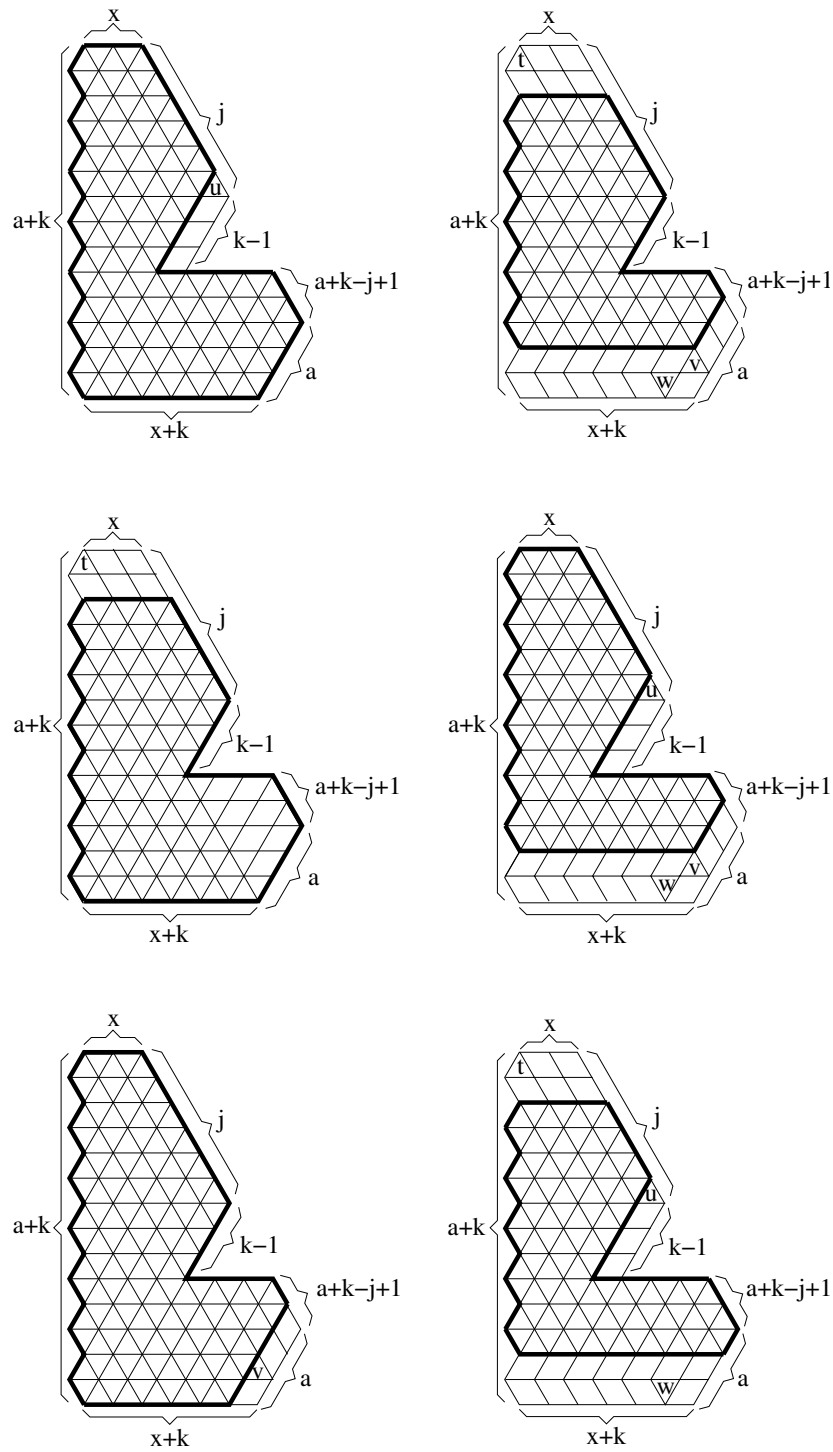 x x
t
j j
u
a+k a+k
k−1 k−1
a+k−j+1 a+k−j+1
v
a w a
x+k x+k
x x
t
j j
u
a+k a+k
k−1 k−1
a+k−j+1 a+k−j+1
v
a w a
x+k x+k
x x
t
j j
u
a+k a+k
k−1 k−1
a+k−j+1 a+k−j+1
v a w a
x+k x+k